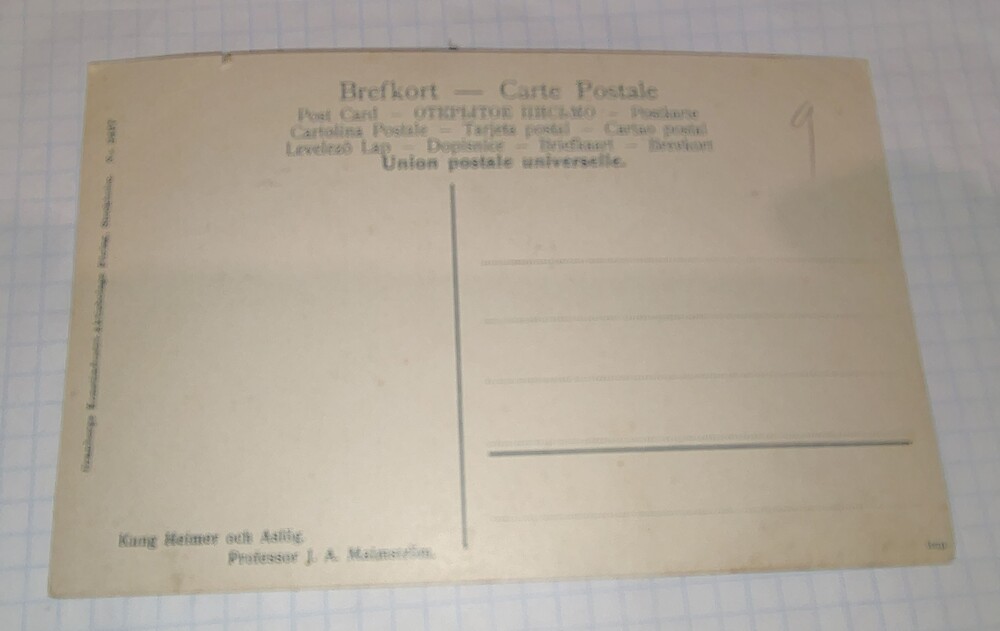 Brefkort — Carte Postale
Post Card — ОТКРЫТОЕ ПИСЬМО — Postkarte
Cartolina Postale — Tarjeta postal — Cartao postal
Levelező Lap — Dopisnice — Briefkaart — Brevkort
Union postale universelle.
9
Kung Heimer och Aslög.
Professor J. A. Malmström.